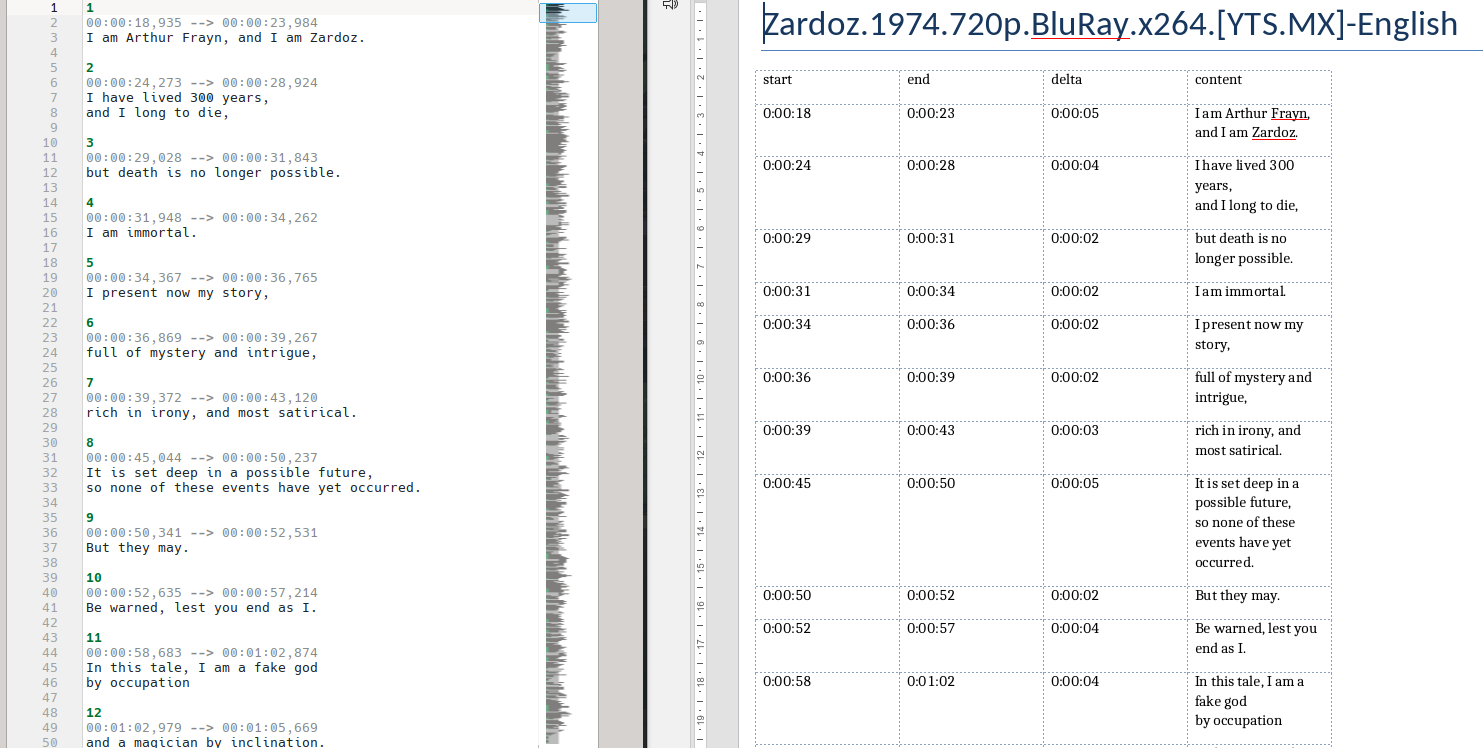 1 1
2 00:00:18,935 --> 00:00:23,984
3 I am Arthur Frayn, and I am Zardoz.
4
5 2
6 00:00:24,273 --> 00:00:28,924
7 I have lived 300 years,
8 and I long to die,
9
10 3
11 00:00:29,028 --> 00:00:31,843
12 but death is no longer possible.
13
14 4
15 00:00:31,948 --> 00:00:34,262
16 I am immortal.
17
18 5
19 00:00:34,367 --> 00:00:36,765
20 I present now my story,
21
22 6
23 00:00:36,869 --> 00:00:39,267
24 full of mystery and intrigue,
25
26 7
27 00:00:39,372 --> 00:00:43,120
28 rich in irony, and most satirical.
29
30 8
31 00:00:45,044 --> 00:00:50,237
32 It is set deep in a possible future,
33 so none of these events have yet occurred.
34
35 9
36 00:00:50,341 --> 00:00:52,531
37 But they may.
38
39 10
40 00:00:52,635 --> 00:00:57,214
41 Be warned, lest you end as I.
42
43 11
44 00:00:58,683 --> 00:01:02,874
45 In this tale, I am a fake god
46 by occupation
47
48 12
49 00:01:02,979 --> 00:01:05,669
50 and a magician by inclination.
1
2
3
4
5
6
7
8
9
10
11
12
13
14
15
16
17
18
19
Zardoz.1974.720p.BluRay.x264.[YTS.MX]-English
start end delta content
0:00:18 0:00:23 0:00:05 I am Arthur Frayn,
and I am Zardoz.
0:00:24 0:00:28 0:00:04 I have lived 300
years,
and I long to die,
0:00:29 0:00:31 0:00:02 but death is no
longer possible.
0:00:31 0:00:34 0:00:02 I am immortal.
0:00:34 0:00:36 0:00:02 I present now my
story,
0:00:36 0:00:39 0:00:02 full of mystery and
intrigue,
0:00:39 0:00:43 0:00:03 rich in irony, and
most satirical.
0:00:45 0:00:50 0:00:05 It is set deep in a
possible future,
so none of these
events have yet
occurred.
0:00:50 0:00:52 0:00:02 But they may.
0:00:52 0:00:57 0:00:04 Be warned, lest you
end as I.
0:00:58 0:01:02 0:00:04 In this tale, I am a
fake god
by occupation